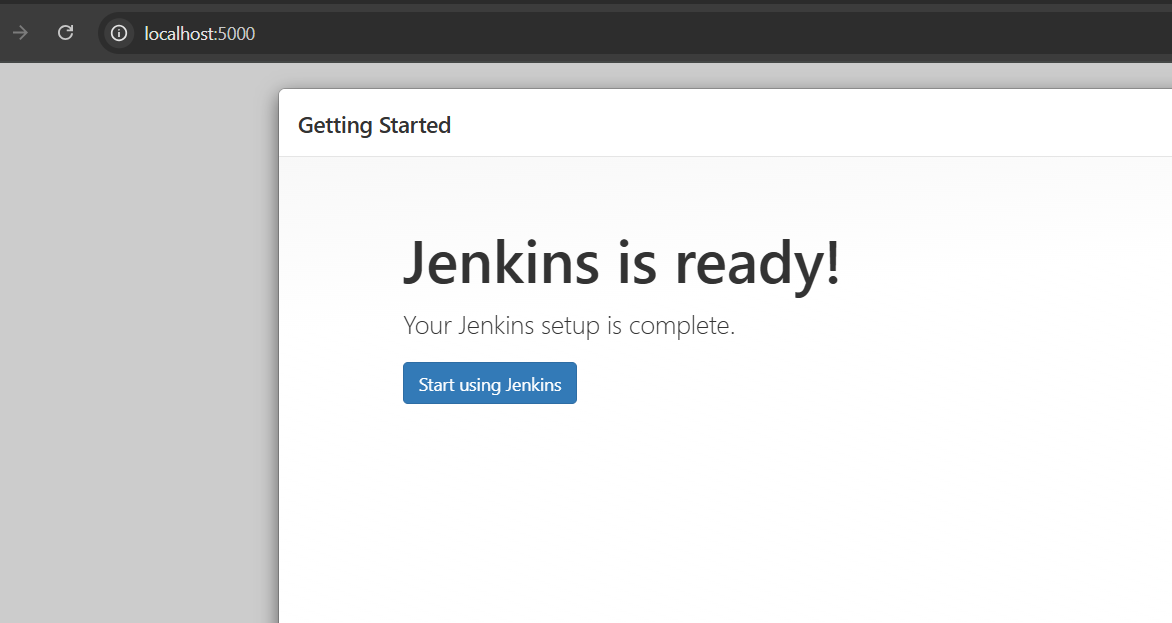 localhost:5000
Getting Started
Jenkins is ready!
Your Jenkins setup is complete.
Start using Jenkins